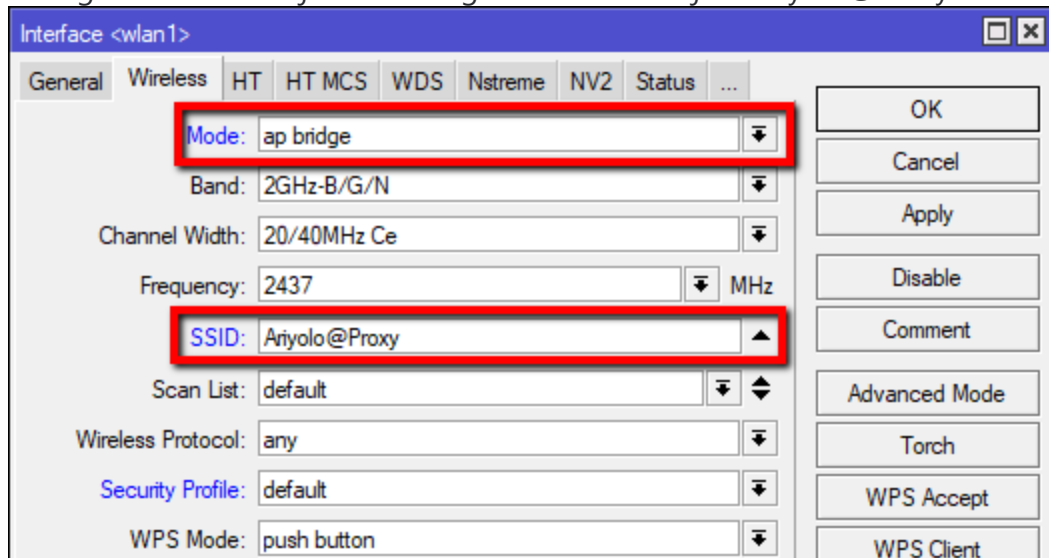 Interface <wlan1>
General Wireless HT HT MCS WDS Nstreme NV2 Status ...
Mode: ap bridge
Band: 2GHz-B/G/N
Channel Width: 20/40MHz Ce
Frequency: 2437 MHz
SSID: Ariyolo@Proxy
Scan List: default
Wireless Protocol: any
Security Profile: default
WPS Mode: push button
OK
Cancel
Apply
Disable
Comment
Advanced Mode
Torch
WPS Accept
WPS Client